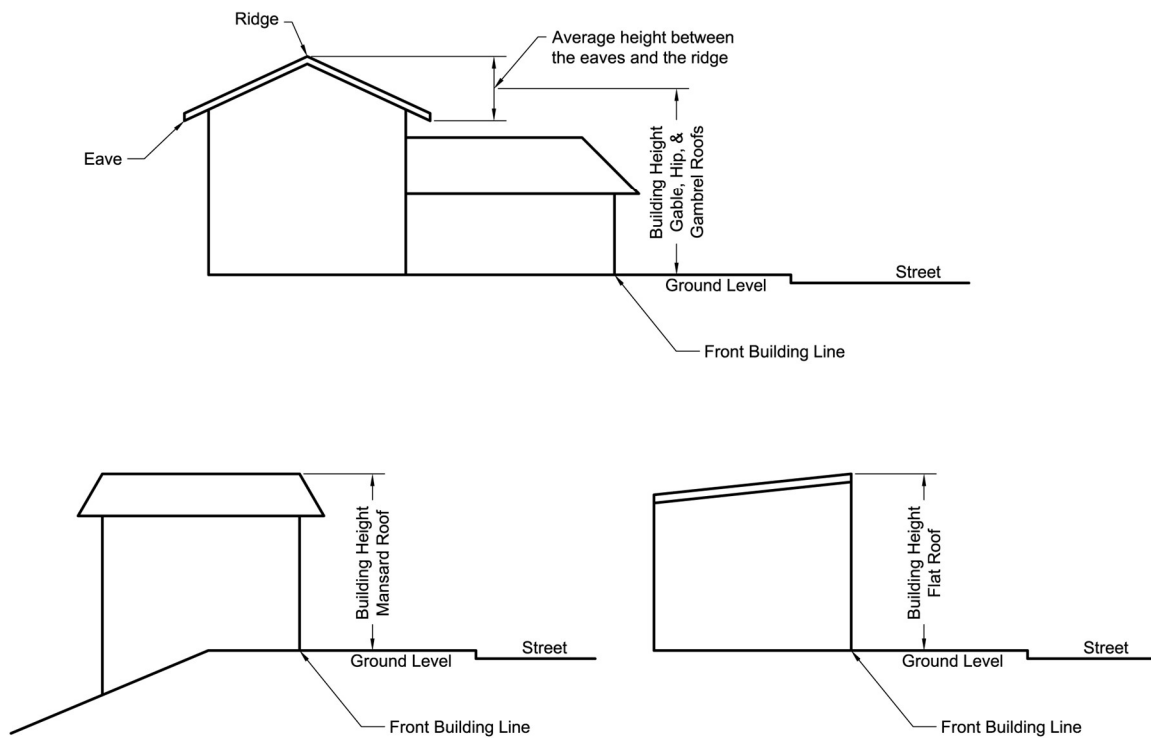 Ridge
Average height between
the eaves and the ridge
Eave
Building Height
Gable, Hip, &
Gambrel Roofs
Street
Ground Level
Front Building Line
Building Height
Mansard Roof
Street
Ground Level
Front Building Line
Building Height
Flat Roof
Street
Ground Level
Front Building Line